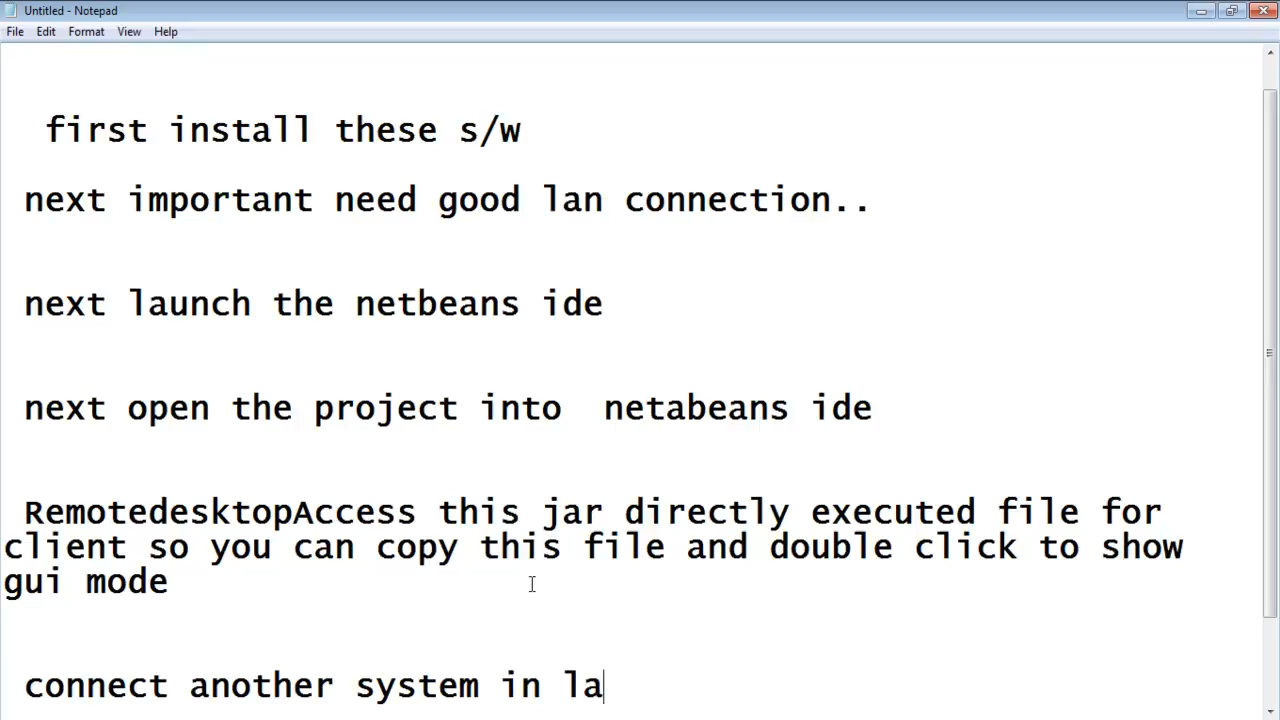 Untitled - Notepad
File Edit Format View Help
first install these s/w
next important need good lan connection..
next launch the netbeans ide
next open the project into  netabeans ide
RemotedesktopAccess this jar directly executed file for
client so you can copy this file and double click to show
gui mode
connect another system in la